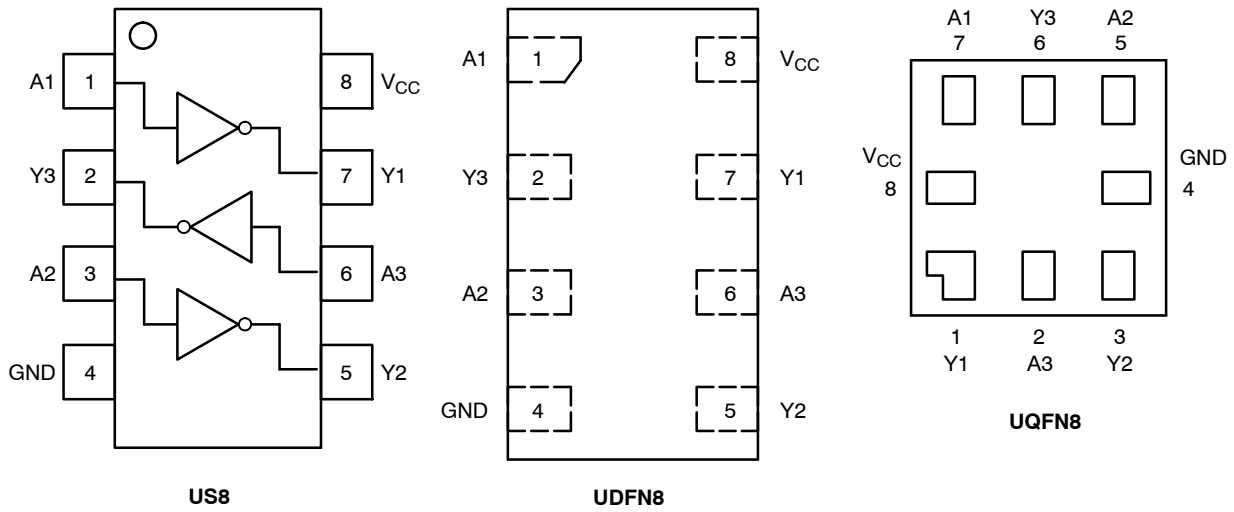 A1 1 8 VCC
Y3 2 7 Y1
A2 3 6 A3
GND 4 5 Y2
US8
A1 1 8 VCC
Y3 2 7 Y1
A2 3 6 A3
GND 4 5 Y2
UDFN8
A1 Y3 A2
7 6 5
VCC GND
8 4
1 2 3
Y1 A3 Y2
UQFN8